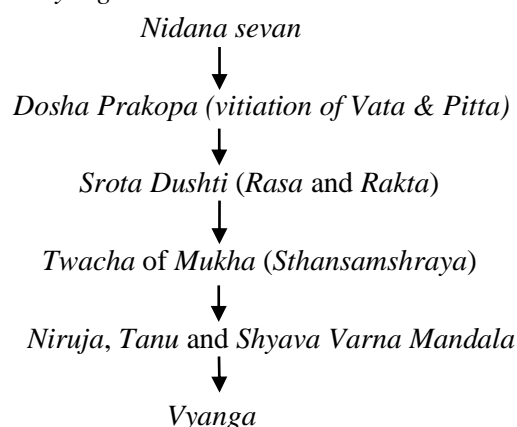 Nidana sevan
Dosha Prakopa (vitiation of Vata & Pitta)
Srota Dushti (Rasa and Rakta)
Twacha of Mukha (Sthansamshraya)
Niruja, Tanu and Shyava Varna Mandala
Vyanga